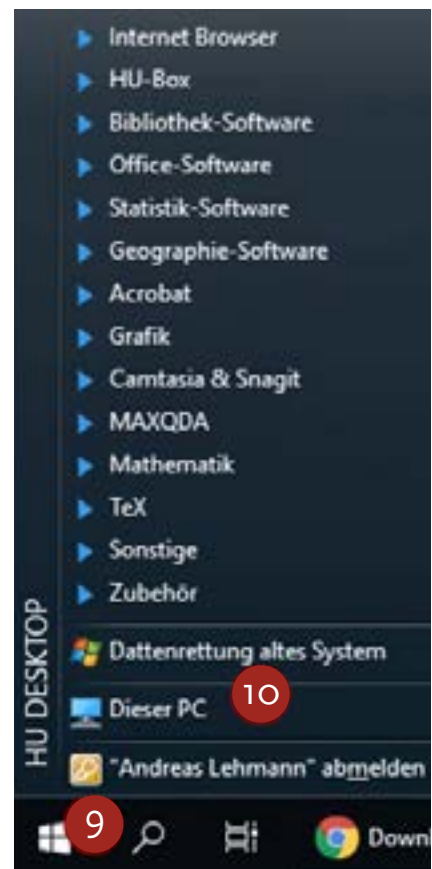 Internet Browser
HU-Box
Bibliothek-Software
Office-Software
Statistik-Software
Geographie-Software
Acrobat
Grafik
Camtasia & Snagit
MAXQDA
Mathematik
TeX
Sonstige
Zubehör
HU DESKTOP
Dattenrettung altes System
10
Dieser PC
"Andreas Lehmann" abmelden
9
Downl